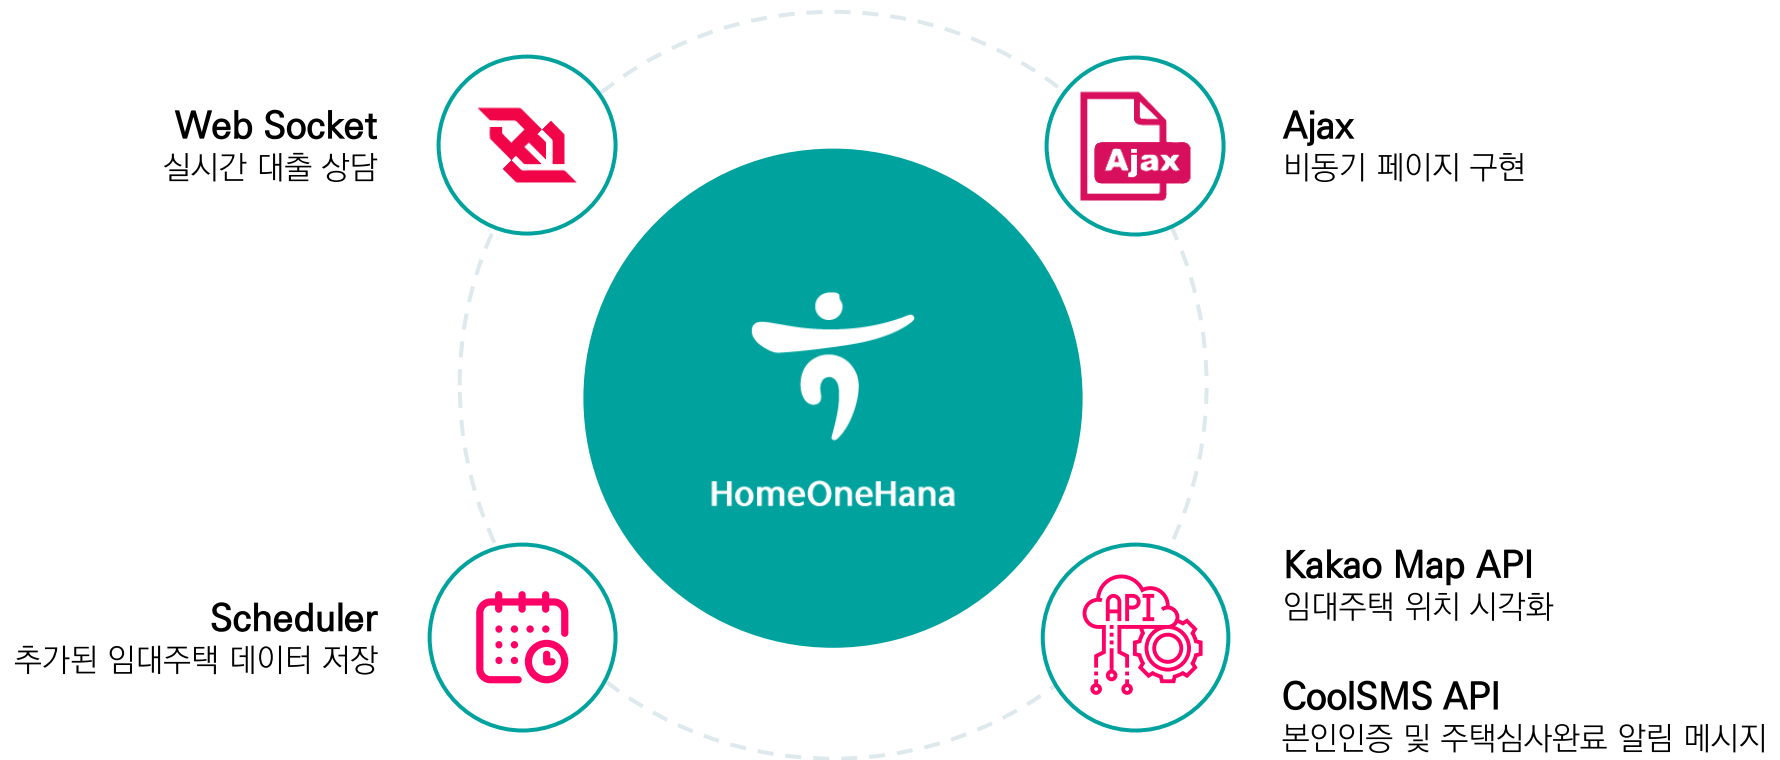 Web Socket
실시간 대출 상담
Ajax
Ajax
비동기 페이지 구현
HomeOneHana
Scheduler
추가된 임대주택 데이터 저장
API
Kakao Map API
임대주택 위치 시각화
CoolSMS API
본인인증 및 주택심사완료 알림 메시지